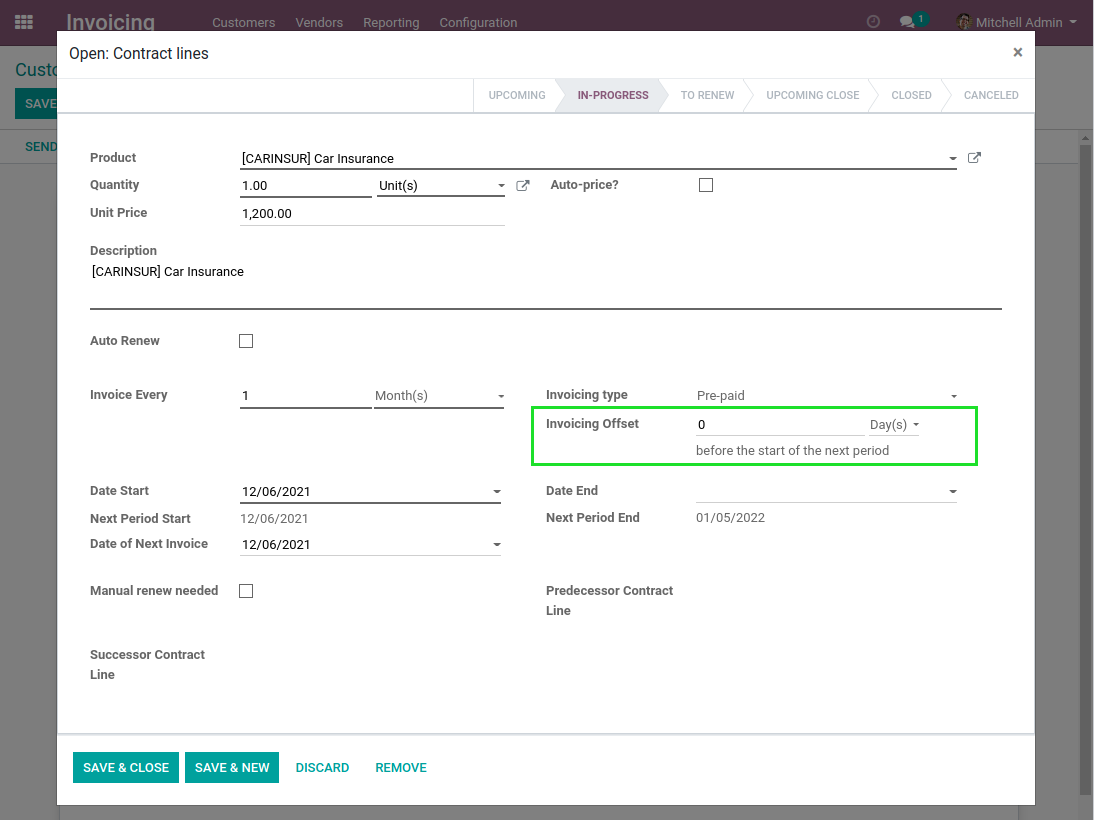 Invoicing Customers Vendors Reporting Configuration 1 Mitchell Admin
Open: Contract lines ×
Custo
SAVE
UPCOMING IN-PROGRESS TO RENEW UPCOMING CLOSE CLOSED CANCELED
SEND
Product [CARINSUR] Car Insurance
Quantity 1.00 Unit(s) Auto-price?
Unit Price 1,200.00
Description
[CARINSUR] Car Insurance
Auto Renew
Invoice Every 1 Month(s) Invoicing type Pre-paid
Invoicing Offset 0 Day(s)
before the start of the next period
Date Start 12/06/2021 Date End
Next Period Start 12/06/2021 Next Period End 01/05/2022
Date of Next Invoice 12/06/2021
Manual renew needed Predecessor Contract
Line
Successor Contract
Line
SAVE & CLOSE SAVE & NEW DISCARD REMOVE